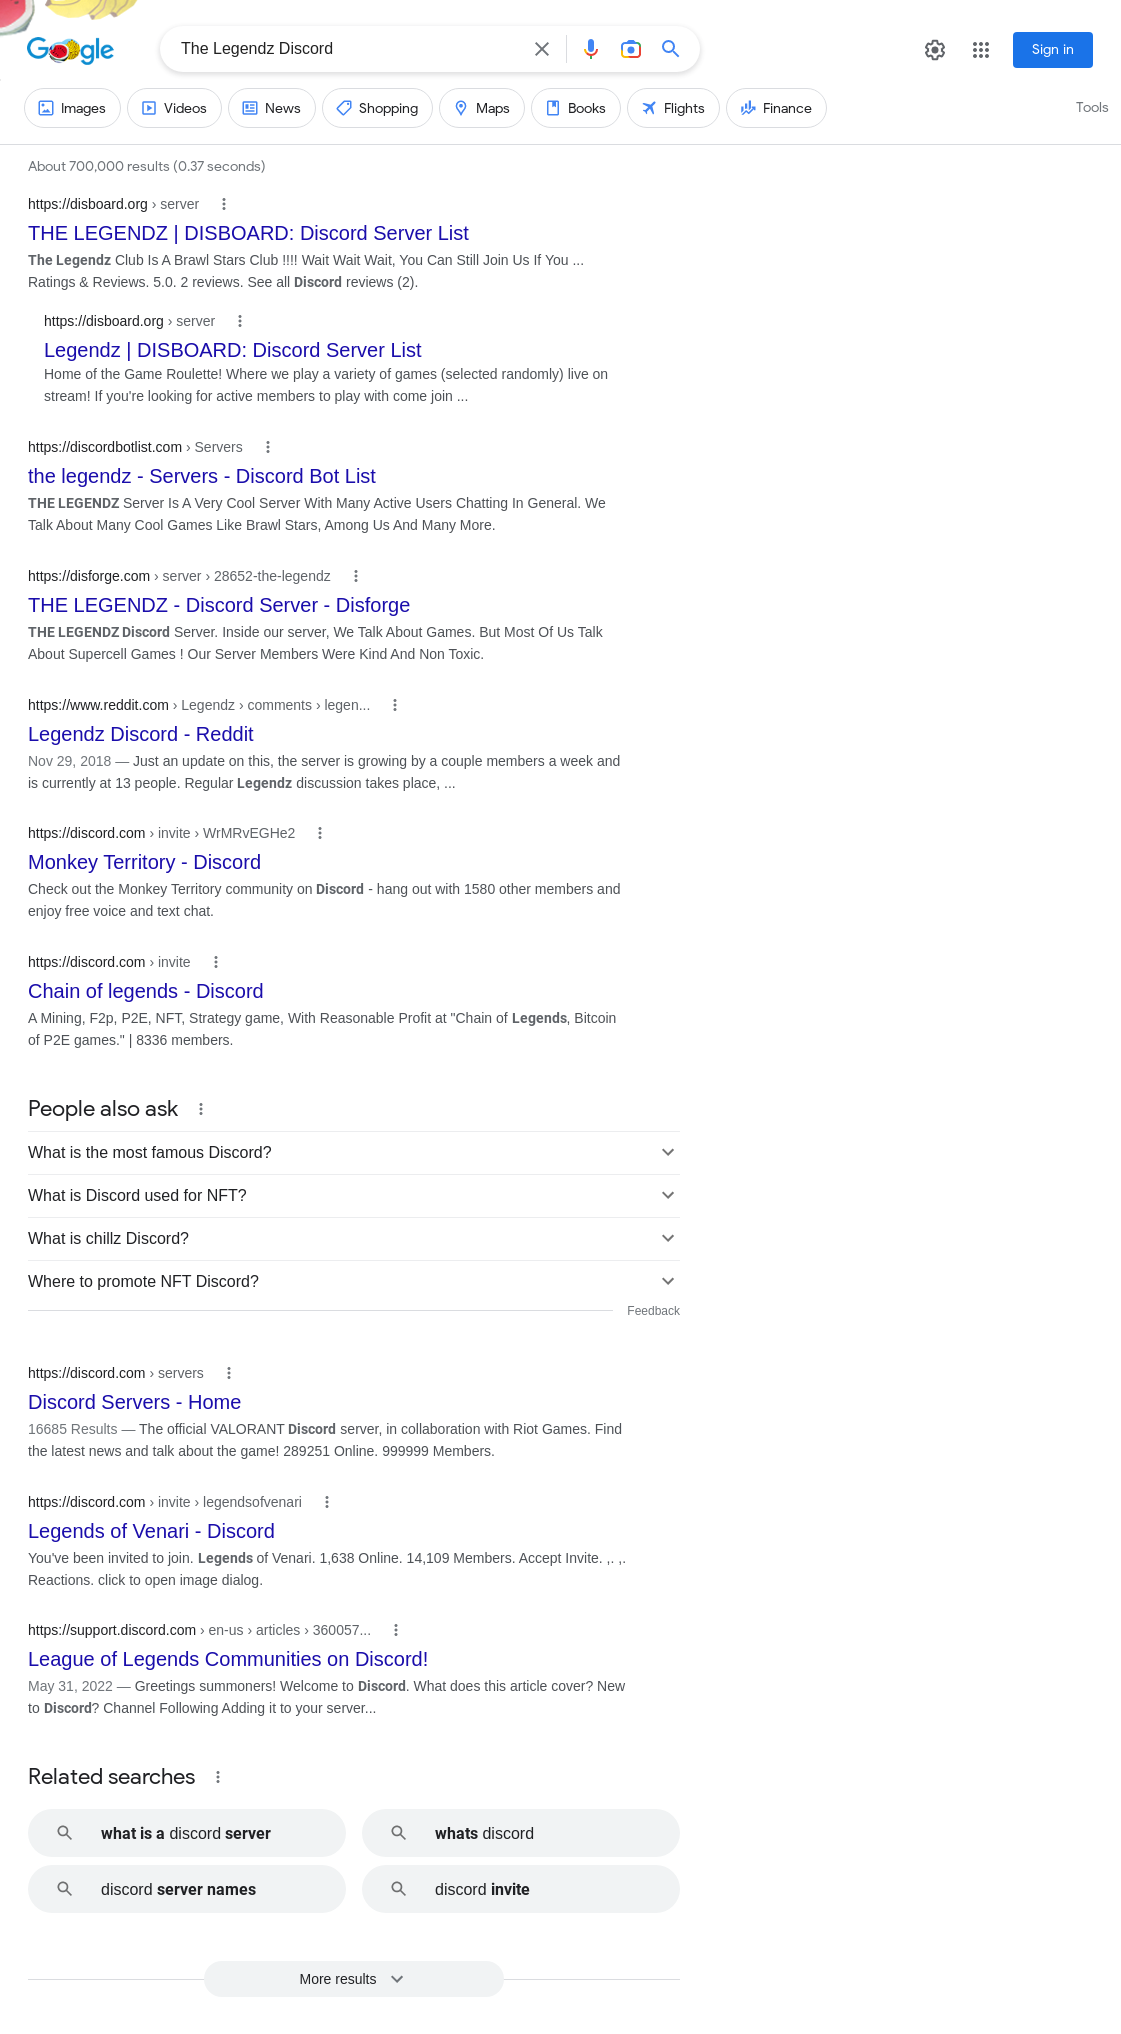 Google
The Legendz Discord
Sign in
Images
Videos
News
Shopping
Maps
Books
Flights
Finance
Tools
About 700,000 results (0.37 seconds)
https://disboard.org › server
THE LEGENDZ | DISBOARD: Discord Server List
The Legendz Club Is A Brawl Stars Club !!!! Wait Wait Wait, You Can Still Join Us If You ...
Ratings & Reviews. 5.0. 2 reviews. See all Discord reviews (2).
https://disboard.org › server
Legendz | DISBOARD: Discord Server List
Home of the Game Roulette! Where we play a variety of games (selected randomly) live on
stream! If you're looking for active members to play with come join ...
https://discordbotlist.com › Servers
the legendz - Servers - Discord Bot List
THE LEGENDZ Server Is A Very Cool Server With Many Active Users Chatting In General. We
Talk About Many Cool Games Like Brawl Stars, Among Us And Many More.
https://disforge.com › server › 28652-the-legendz
THE LEGENDZ - Discord Server - Disforge
THE LEGENDZ Discord Server. Inside our server, We Talk About Games. But Most Of Us Talk
About Supercell Games ! Our Server Members Were Kind And Non Toxic.
https://www.reddit.com › Legendz › comments › legen...
Legendz Discord - Reddit
Nov 29, 2018 — Just an update on this, the server is growing by a couple members a week and
is currently at 13 people. Regular Legendz discussion takes place, ...
https://discord.com › invite › WrMRvEGHe2
Monkey Territory - Discord
Check out the Monkey Territory community on Discord - hang out with 1580 other members and
enjoy free voice and text chat.
https://discord.com › invite
Chain of legends - Discord
A Mining, F2p, P2E, NFT, Strategy game, With Reasonable Profit at "Chain of Legends, Bitcoin
of P2E games." | 8336 members.
People also ask
What is the most famous Discord?
What is Discord used for NFT?
What is chillz Discord?
Where to promote NFT Discord?
Feedback
https://discord.com › servers
Discord Servers - Home
16685 Results — The official VALORANT Discord server, in collaboration with Riot Games. Find
the latest news and talk about the game! 289251 Online. 999999 Members.
https://discord.com › invite › legendsofvenari
Legends of Venari - Discord
You've been invited to join. Legends of Venari. 1,638 Online. 14,109 Members. Accept Invite. ,. ,.
Reactions. click to open image dialog.
https://support.discord.com › en-us › articles › 360057...
League of Legends Communities on Discord!
May 31, 2022 — Greetings summoners! Welcome to Discord. What does this article cover? New
to Discord? Channel Following Adding it to your server...
Related searches
what is a discord server
whats discord
discord server names
discord invite
More results